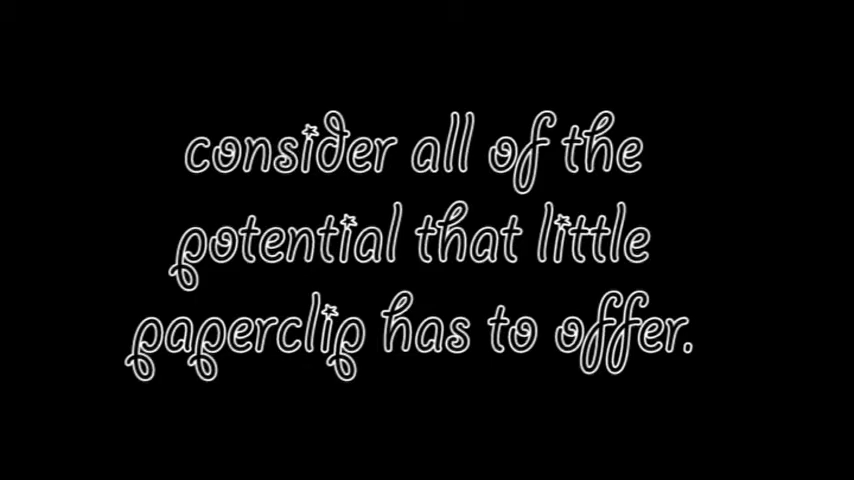 consider all of the
potential that little
paperclip has to offer.